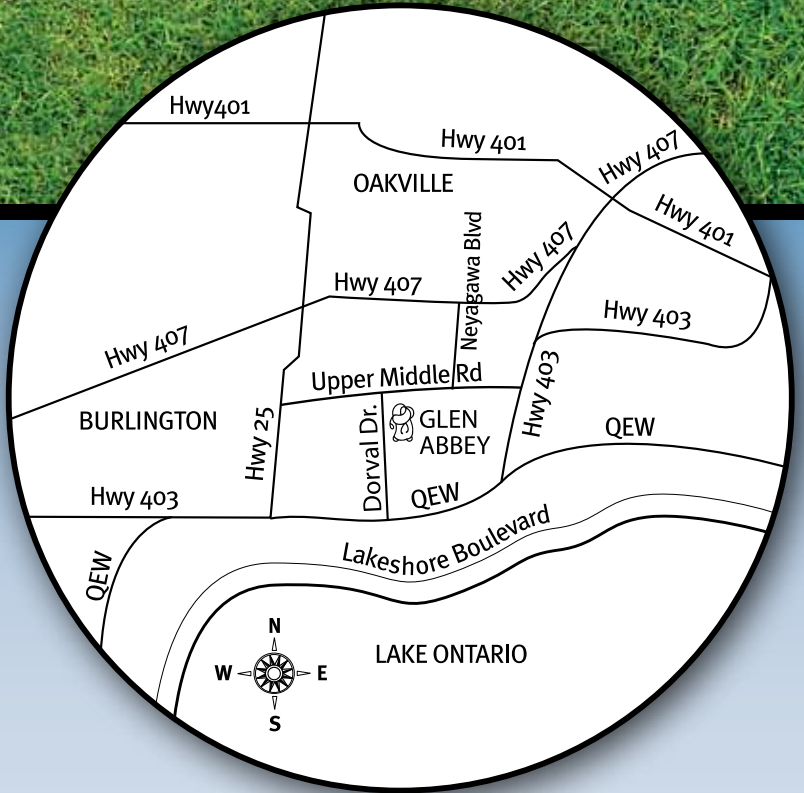 Hwy401
Hwy 401
Hwy 407
OAKVILLE
Hwy 401
Neyagawa Blvd
Hwy 407
Hwy 407
Hwy 403
Hwy 407
Upper Middle Rd
Hwy 403
BURLINGTON
Hwy 25
Dorval Dr.
GLEN
ABBEY
QEW
Hwy 403
QEW
QEW
Lakeshore Boulevard
N
W
E
S
LAKE ONTARIO